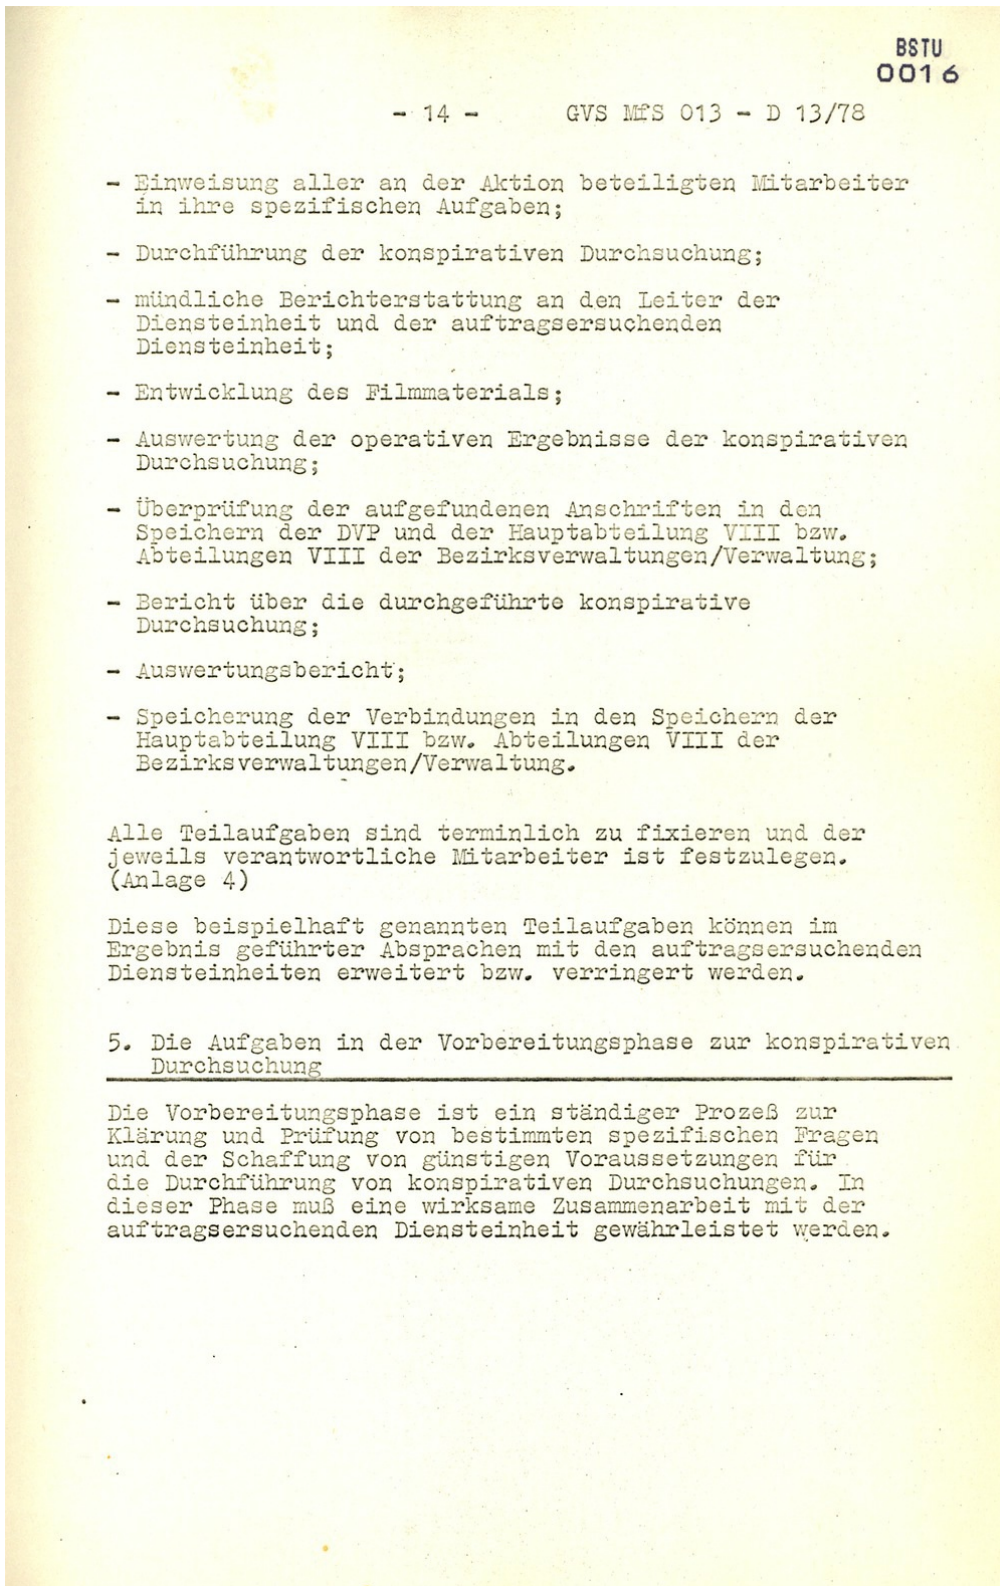 BSTU
0016
- 14 - GVS MfS 013 - D 13/78
- Einweisung aller an der Aktion beteiligten Mitarbeiter
in ihre spezifischen Aufgaben;
- Durchführung der konspirativen Durchsuchung;
- mündliche Berichterstattung an den Leiter der
Diensteinheit und der auftragsersuchenden
Diensteinheit;
- Entwicklung des Filmmaterials;
- Auswertung der operativen Ergebnisse der konspirativen
Durchsuchung;
- Überprüfung der aufgefundenen Anschriften in den
Speichern der DVP und der Hauptabteilung VIII bzw.
Abteilungen VIII der Bezirksverwaltungen/Verwaltung;
- Bericht über die durchgeführte konspirative
Durchsuchung;
- Auswertungsbericht;
- Speicherung der Verbindungen in den Speichern der
Hauptabteilung VIII bzw. Abteilungen VIII der
Bezirksverwaltungen/Verwaltung.
Alle Teilaufgaben sind terminlich zu fixieren und der
jeweils verantwortliche Mitarbeiter ist festzulegen.
(Anlage 4)
Diese beispielhaft genannten Teilaufgaben können im
Ergebnis geführter Absprachen mit den auftragsersuchenden
Diensteinheiten erweitert bzw. verringert werden.
5. Die Aufgaben in der Vorbereitungsphase zur konspirativen
Durchsuchung
Die Vorbereitungsphase ist ein ständiger Prozeß zur
Klärung und Prüfung von bestimmten spezifischen Fragen
und der Schaffung von günstigen Voraussetzungen für
die Durchführung von konspirativen Durchsuchungen. In
dieser Phase muß eine wirksame Zusammenarbeit mit der
auftragsersuchenden Diensteinheit gewährleistet werden.